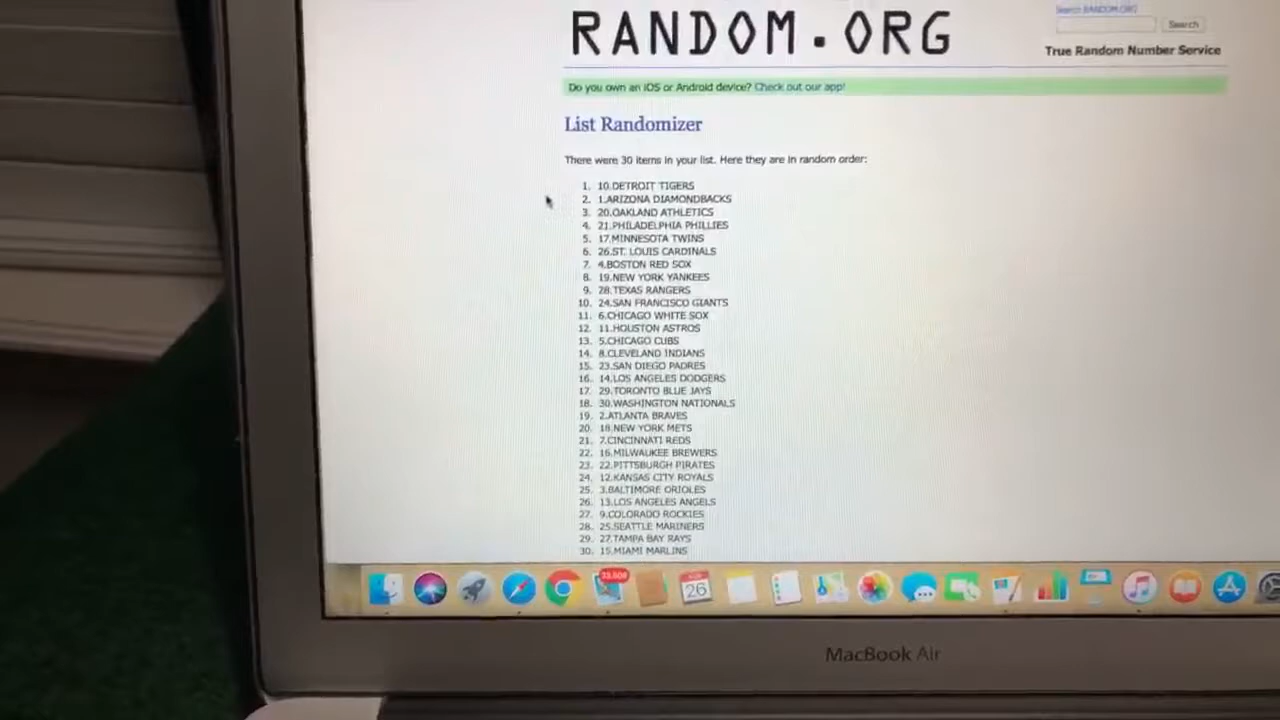 RANDOM.ORG
Search RANDOM.ORG
Search
True Random Number Service
Do you own an iOS or Android device? Check out our app!
List Randomizer
There were 30 items in your list. Here they are in random order:
1. 10.DETROIT TIGERS
2. 1.ARIZONA DIAMONDBACKS
3. 20.OAKLAND ATHLETICS
4. 21.PHILADELPHIA PHILLIES
5. 17.MINNESOTA TWINS
6. 26.ST. LOUIS CARDINALS
7. 4.BOSTON RED SOX
8. 19.NEW YORK YANKEES
9. 28.TEXAS RANGERS
10. 24.SAN FRANCISCO GIANTS
11. 6.CHICAGO WHITE SOX
12. 11.HOUSTON ASTROS
13. 5.CHICAGO CUBS
14. 8.CLEVELAND INDIANS
15. 23.SAN DIEGO PADRES
16. 14.LOS ANGELES DODGERS
17. 29.TORONTO BLUE JAYS
18. 30.WASHINGTON NATIONALS
19. 2.ATLANTA BRAVES
20. 18.NEW YORK METS
21. 7.CINCINNATI REDS
22. 16.MILWAUKEE BREWERS
23. 22.PITTSBURGH PIRATES
24. 12.KANSAS CITY ROYALS
25. 3.BALTIMORE ORIOLES
26. 13.LOS ANGELES ANGELS
27. 9.COLORADO ROCKIES
28. 25.SEATTLE MARINERS
29. 27.TAMPA BAY RAYS
30. 15.MIAMI MARLINS
26
MacBook Air